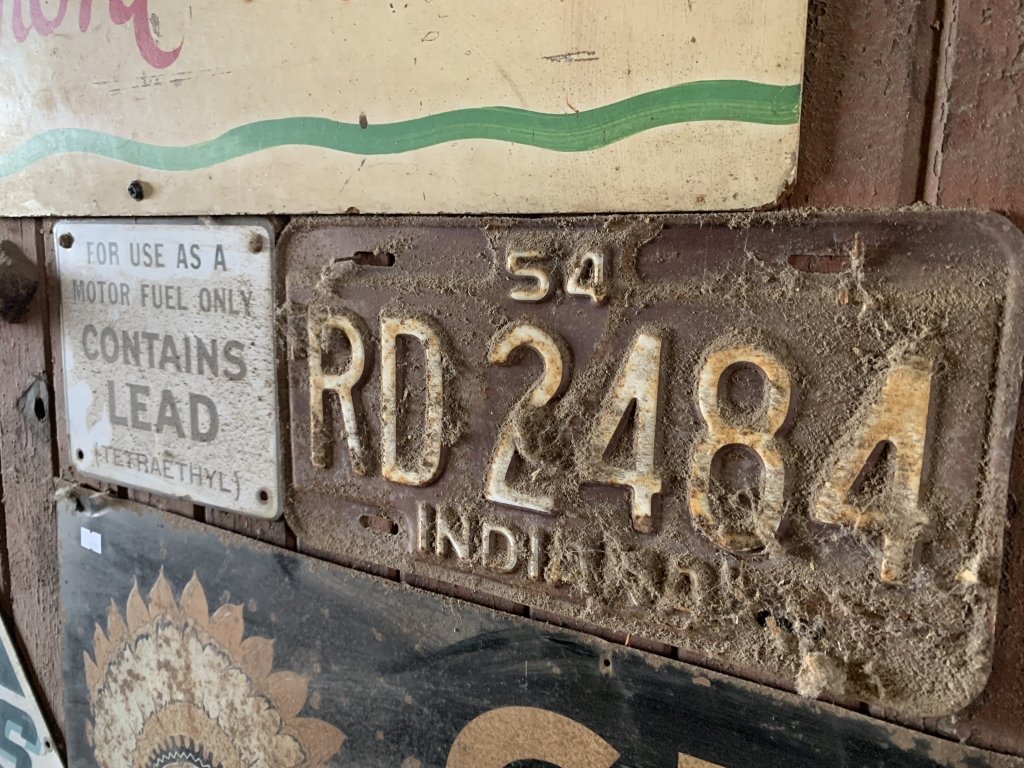 FOR USE AS A
MOTOR FUEL ONLY
CONTAINS
LEAD
(TETRAETHYL)
54
RD 2484
INDIANA